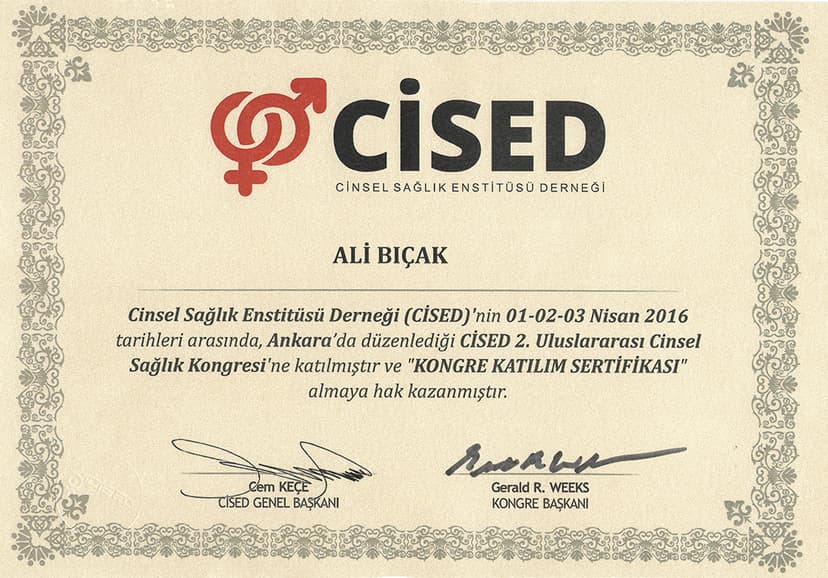 CİSED
CİNSEL SAĞLIK ENSTİTÜSÜ DERNEĞİ
ALİ BIÇAK
Cinsel Sağlık Enstitüsü Derneği (CİSED)'nin 01-02-03 Nisan 2016
tarihleri arasında, Ankara'da düzenlediği CİSED 2. Uluslararası Cinsel
Sağlık Kongresi'ne katılmıştır ve "KONGRE KATILIM SERTİFİKASI"
almaya hak kazanmıştır.
Cem KEÇE
CİSED GENEL BAŞKANI
Gerald R. WEEKS
KONGRE BAŞKANI